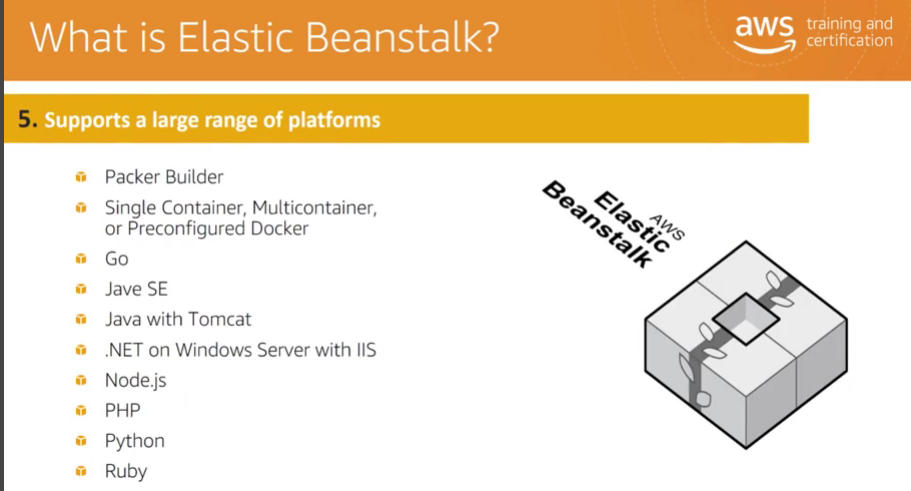 What is Elastic Beanstalk?
aws training and
certification
5. Supports a large range of platforms
Packer Builder
Single Container, Multicontainer,
or Preconfigured Docker
Go
Jave SE
Java with Tomcat
.NET on Windows Server with IIS
Node.js
PHP
Python
Ruby
AWS
Elastic
Beanstalk